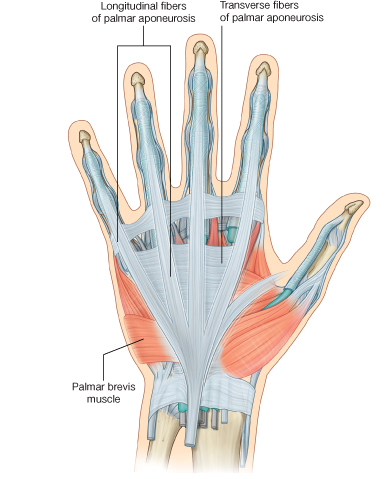 Longitudinal fibers
of palmar aponeurosis
Transverse fibers
of palmar aponeurosis
Palmar brevis
muscle